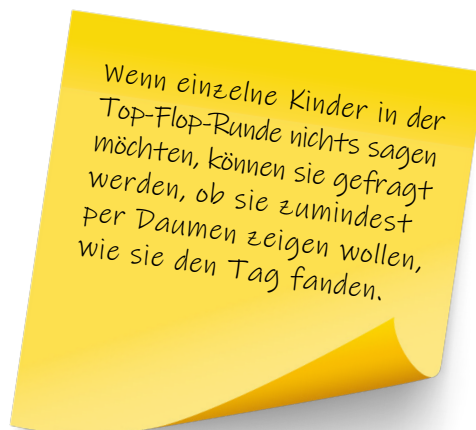 Wenn einzelne Kinder in der
Top-Flop-Runde nichts sagen
möchten, können sie gefragt
werden, ob sie zumindest
per Daumen zeigen wollen,
wie sie den Tag fanden.